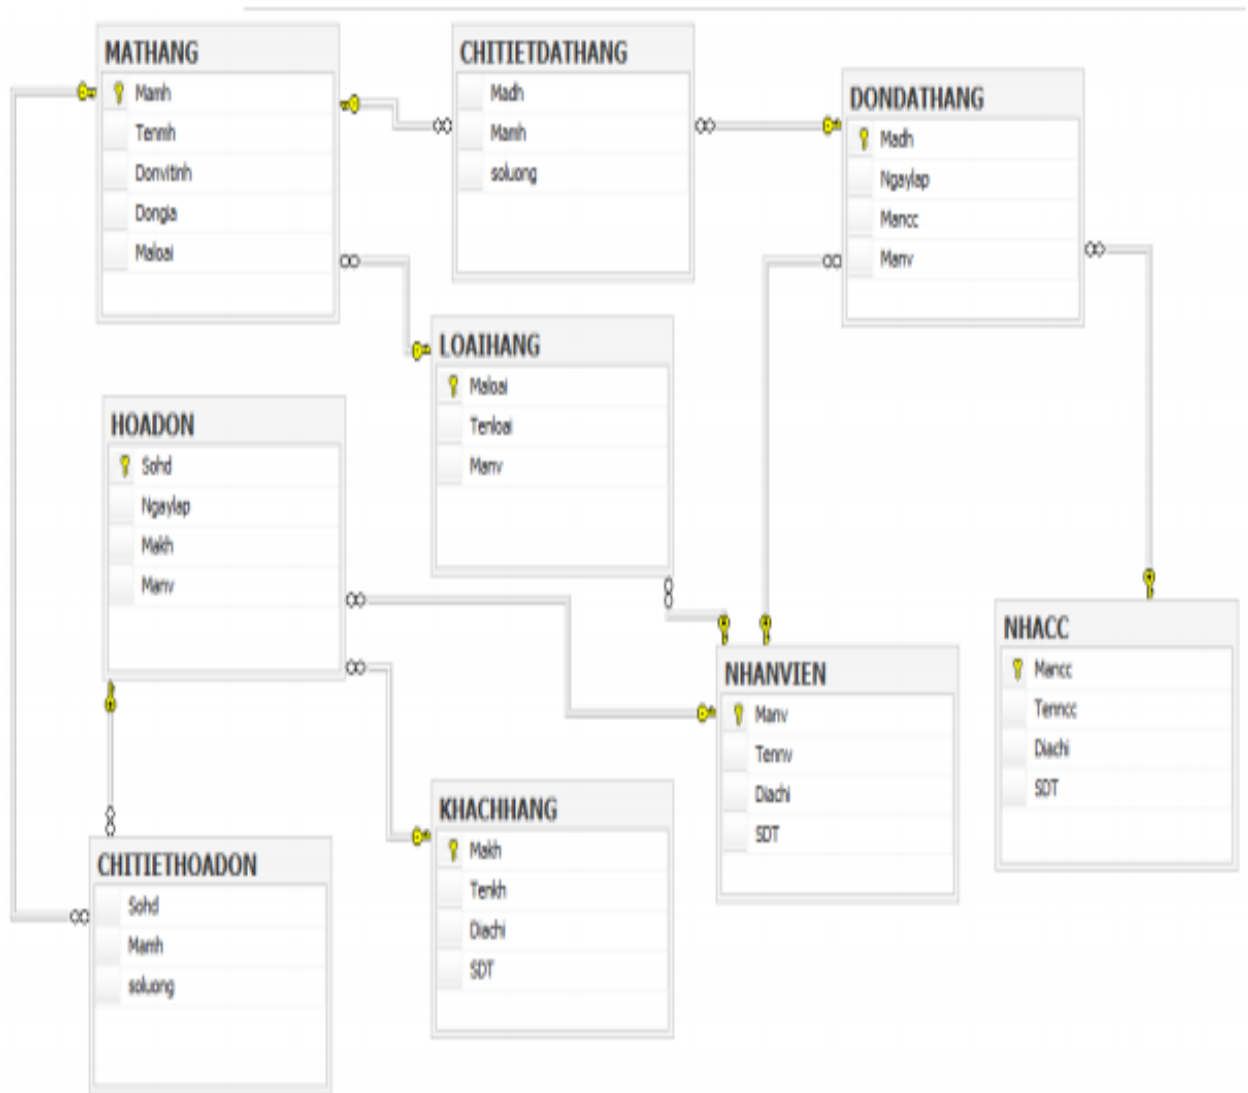 MATHANG
Mamh
Tenmh
Donvitinh
Dongia
Maloai
CHITIETDATHANG
Madh
Mamh
soluong
DONDATHANG
Madh
Ngaylap
Mancc
Manv
LOAIHANG
Maloai
Tenloai
Manv
HOADON
Sohd
Ngaylap
Makh
Manv
NHACC
Mancc
Tenncc
Diachi
SDT
NHANVIEN
Manv
Tennv
Diachi
SDT
KHACHHANG
Makh
Tenkh
Diachi
SDT
CHITIETHOADON
Sohd
Mamh
soluong